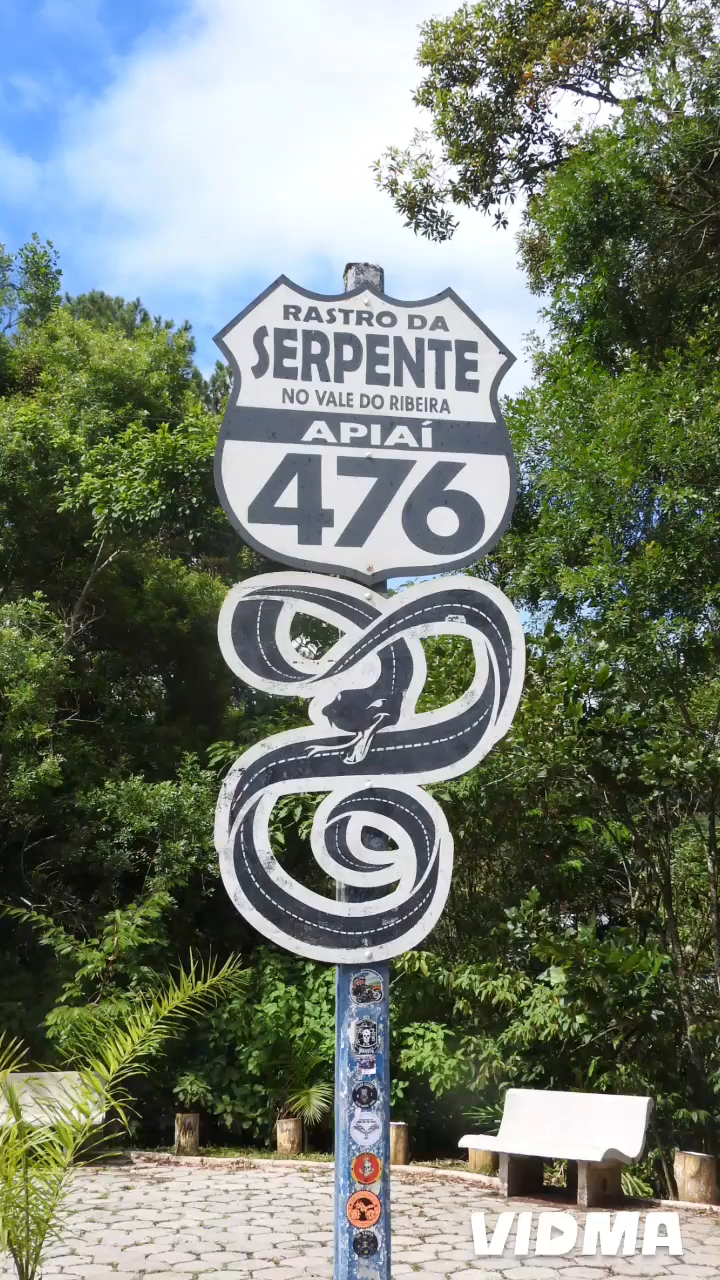 RASTRO DA
SERPENTE
NO VALE DO RIBEIRA
APIAÍ
476
VIDMA